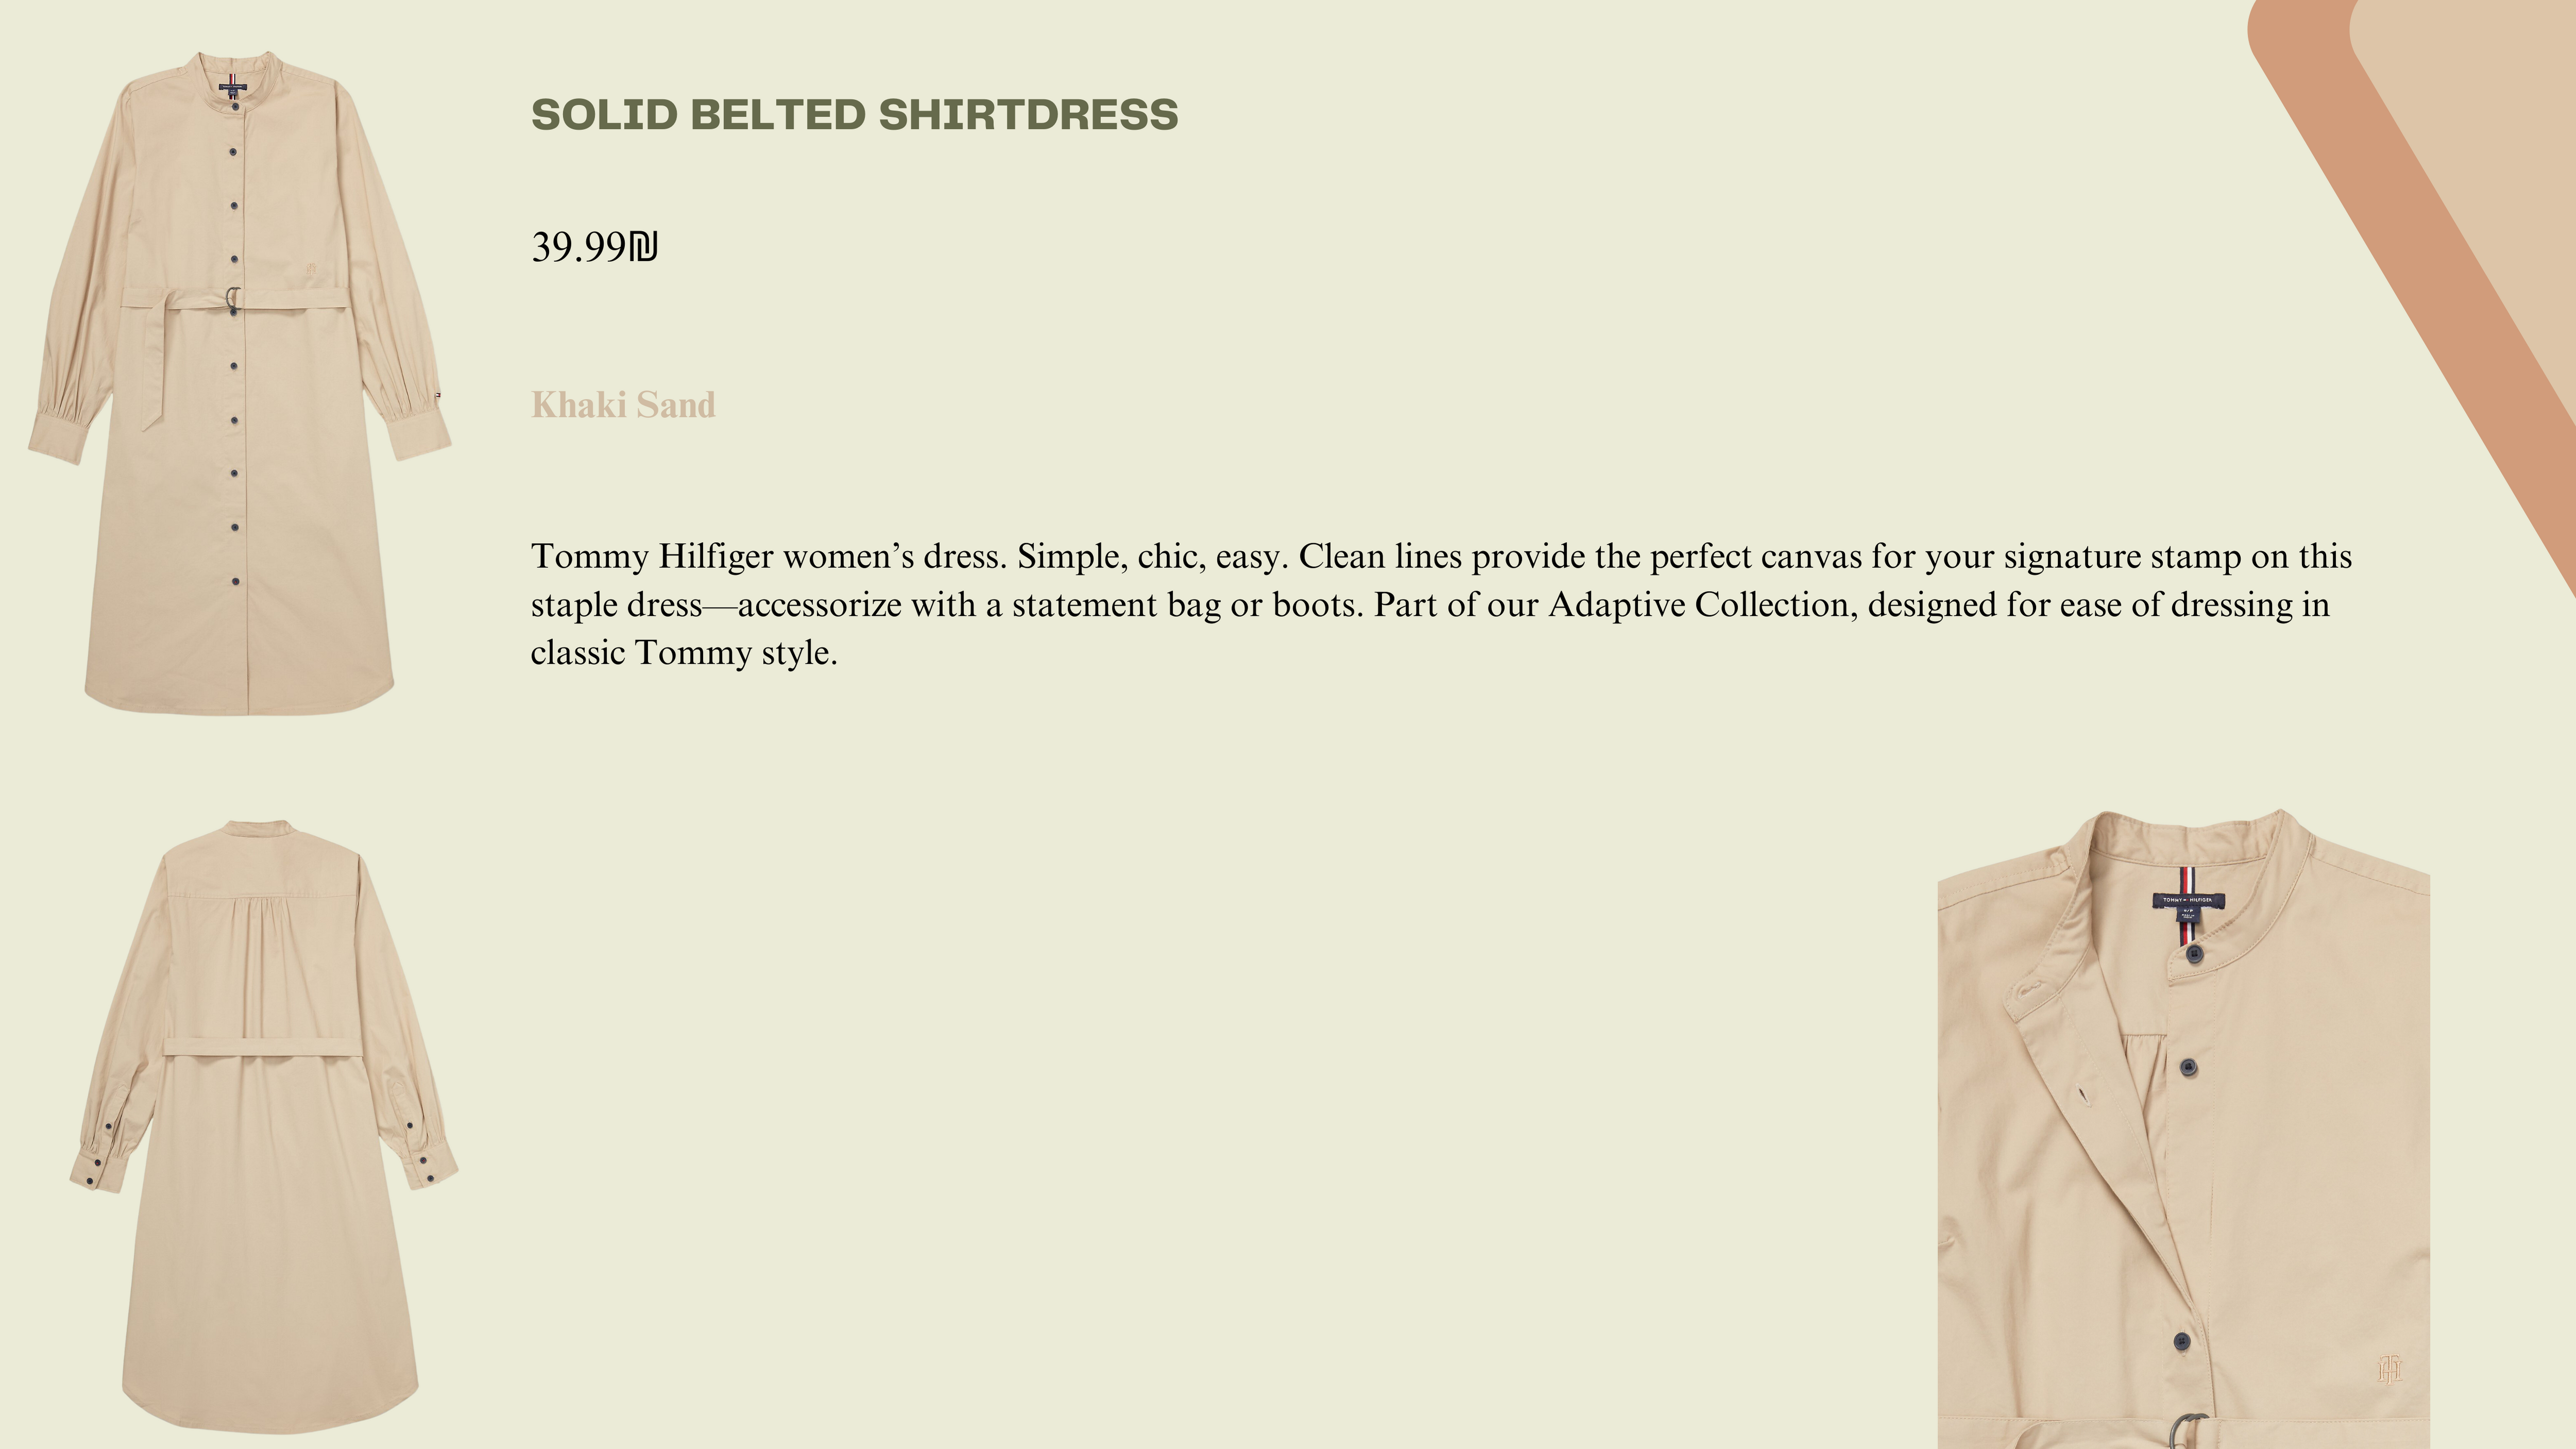 SOLID BELTED SHIRTDRESS
39.99₪
Khaki Sand
Tommy Hilfiger women’s dress. Simple, chic, easy. Clean lines provide the perfect canvas for your signature stamp on this
staple dress—accessorize with a statement bag or boots. Part of our Adaptive Collection, designed for ease of dressing in
classic Tommy style.
TOMMY HILFIGER
TH